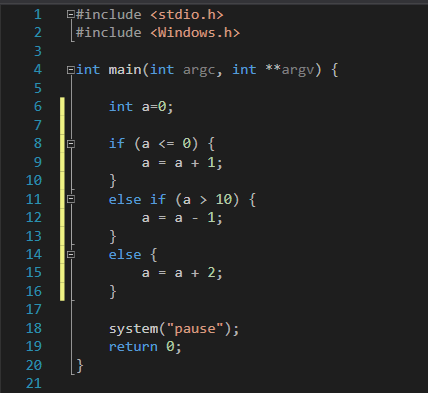 1 #include <stdio.h>
2 #include <Windows.h>
3
4 int main(int argc, int **argv) {
5
6     int a=0;
7
8     if (a <= 0) {
9         a = a + 1;
10     }
11     else if (a > 10) {
12         a = a - 1;
13     }
14     else {
15         a = a + 2;
16     }
17
18     system("pause");
19     return 0;
20 }
21